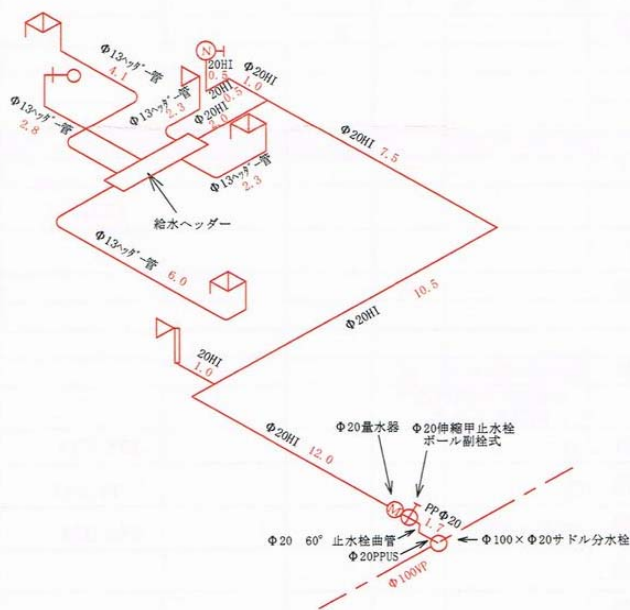 Φ13ヘッダー管
4.1
Φ13ヘッダー管
2.8
Φ13ヘッダー管
2.3
N
20HI
0.5
Φ20HI
1.0
20HI
0.5
Φ20HI
2.0
Φ13ヘッダー管
2.3
Φ20HI
7.5
給水ヘッダー
Φ13ヘッダー管
6.0
Φ20HI
10.5
20HI
1.0
Φ20HI
12.0
Φ20量水器
Φ20伸縮甲止水栓
ボール副栓式
M
PPΦ20
1.7
Φ20 60° 止水栓曲管
Φ20PPUS
Φ100×Φ20サドル分水栓
Φ100VP